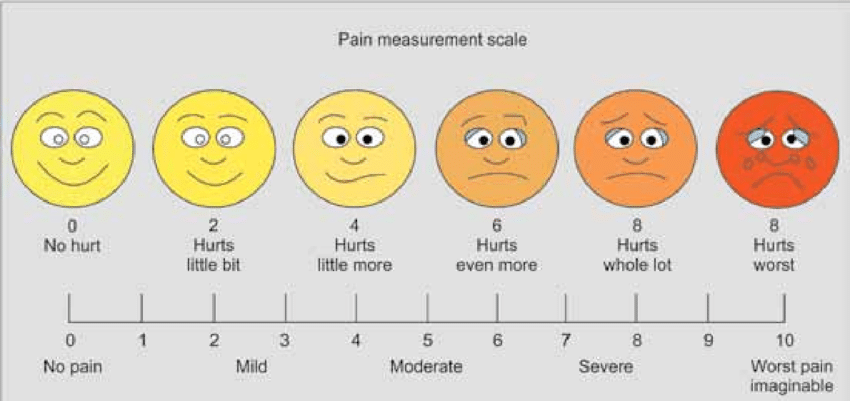 Pain measurement scale
0 2 4 6 8 8
No hurt Hurts Hurts Hurts Hurts Hurts
little bit little more even more whole lot worst
0 1 2 3 4 5 6 7 8 9 10
No pain Mild Moderate Severe Worst pain
imaginable